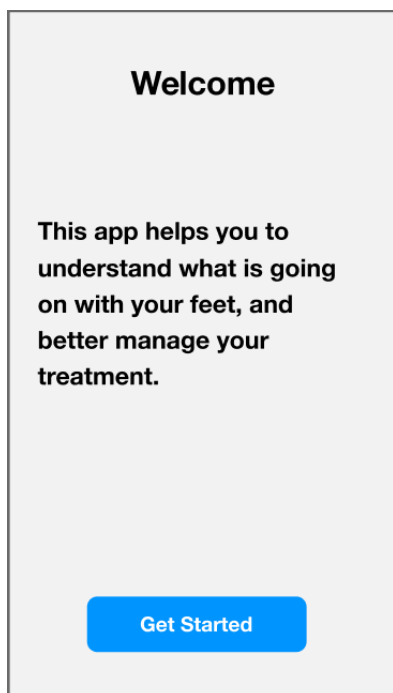 Welcome
This app helps you to
understand what is going
on with your feet, and
better manage your
treatment.
Get Started